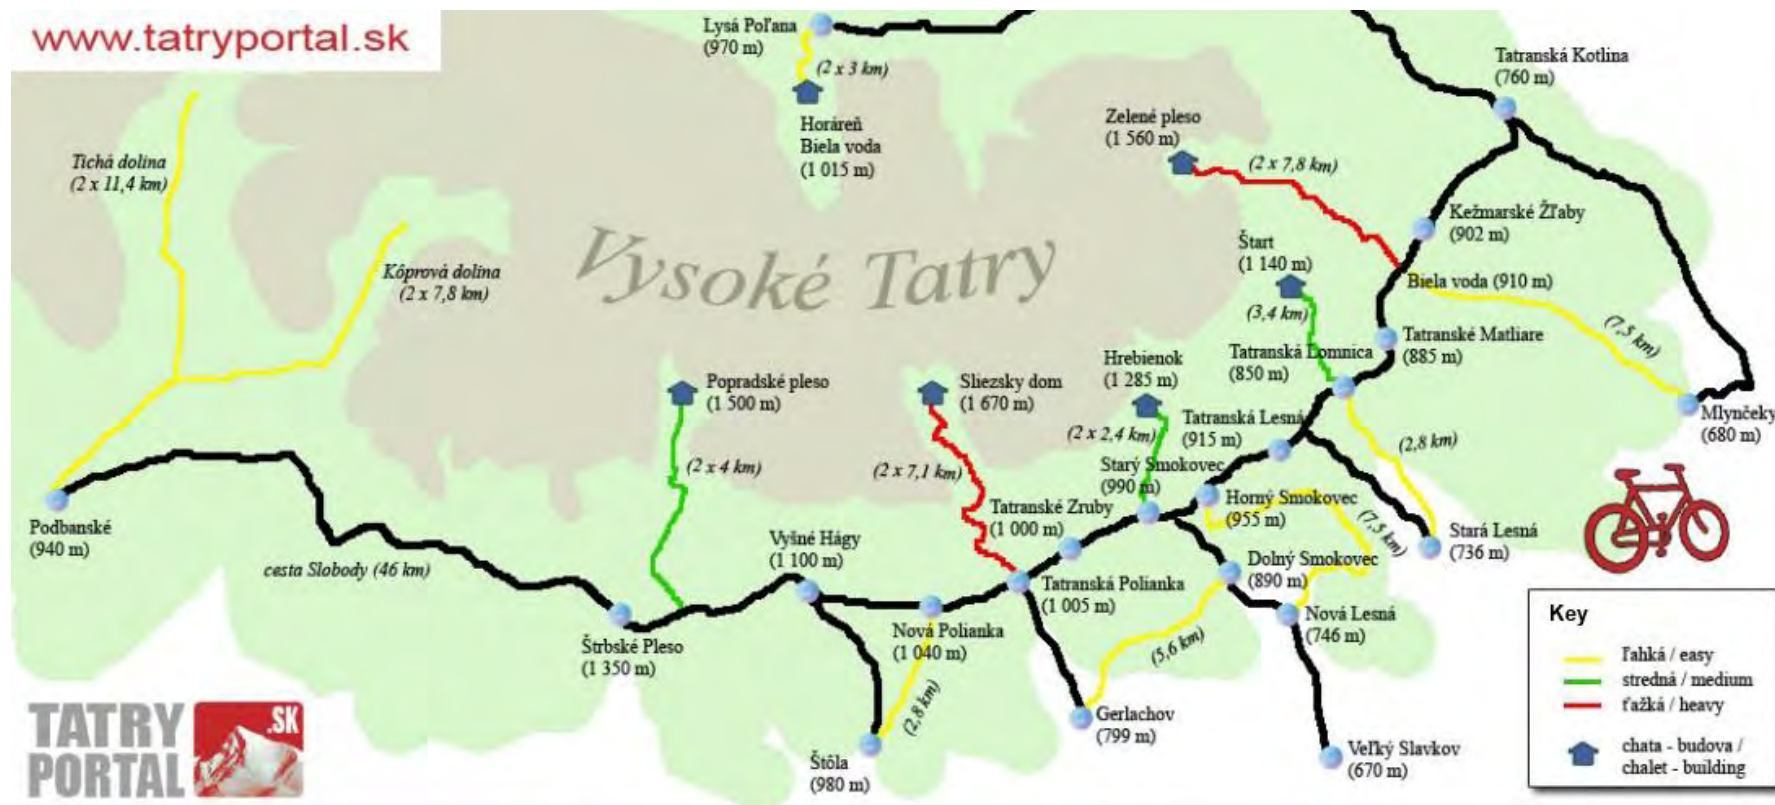 www.tatryportal.sk
Lysá Poľana
(970 m)
(2 x 3 km)
Horáreň
Biela voda
(1 015 m)
Tatranská Kotlina
(760 m)
Zelené pleso
(1 560 m)
(2 x 7,8 km)
Tichá dolina
(2 x 11,4 km)
Kôprová dolina
(2 x 7,8 km)
Vysoké Tatry
Kežmarské Žľaby
(902 m)
Štart
(1 140 m)
(3,4 km)
Biela voda (910 m)
(7,5 km)
Tatranské Matliare
(885 m)
Tatranská Lomnica
(850 m)
Hrebienok
(1 285 m)
(2 x 2,4 km)
Popradské pleso
(1 500 m)
(2 x 4 km)
Sliezsky dom
(1 670 m)
(2 x 7,1 km)
Tatranská Lesná
(915 m)
(2,8 km)
Mlynčeky
(680 m)
Starý Smokovec
(990 m)
Horný Smokovec
(955 m)
(7,5 km)
Tatranské Zruby
(1 000 m)
Stará Lesná
(736 m)
Podbanské
(940 m)
cesta Slobody (46 km)
Vyšné Hágy
(1 100 m)
Dolný Smokovec
(890 m)
Tatranská Polianka
(1 005 m)
Nová Lesná
(746 m)
Štrbské Pleso
(1 350 m)
Nová Polianka
(1 040 m)
(2,8 km)
(5,6 km)
Gerlachov
(799 m)
Štôla
(980 m)
Veľký Slavkov
(670 m)
Key
ľahká / easy
stredná / medium
ťažká / heavy
chata - budova /
chalet - building
TATRY
PORTAL
.SK